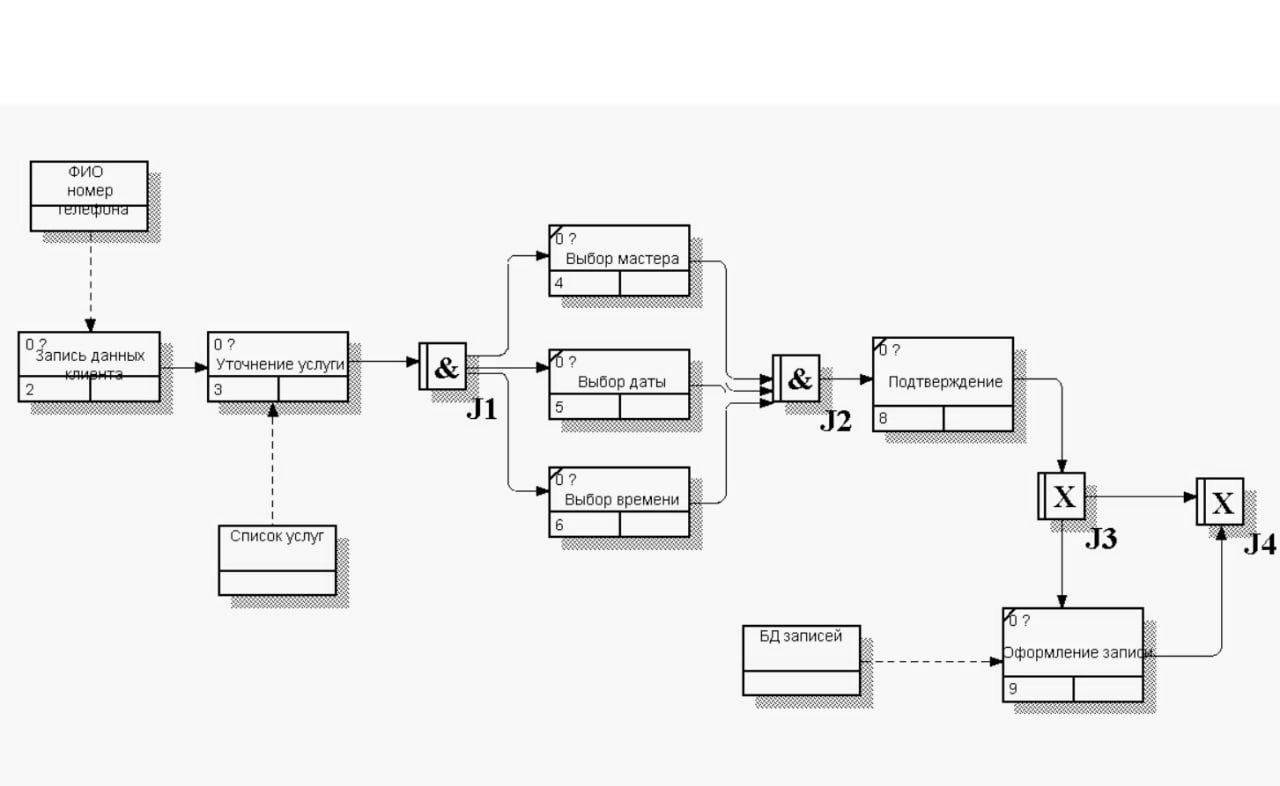 ФИО
номер
телефона
0 ?
Запись данных
клиента
2
0 ?
Уточнение услуги
3
Список услуг
&
J1
0 ?
Выбор мастера
4
0 ?
Выбор даты
5
0 ?
Выбор времени
6
&
J2
0 ?
Подтверждение
8
X
J3
X
J4
БД записей
0 ?
Оформление записи
9